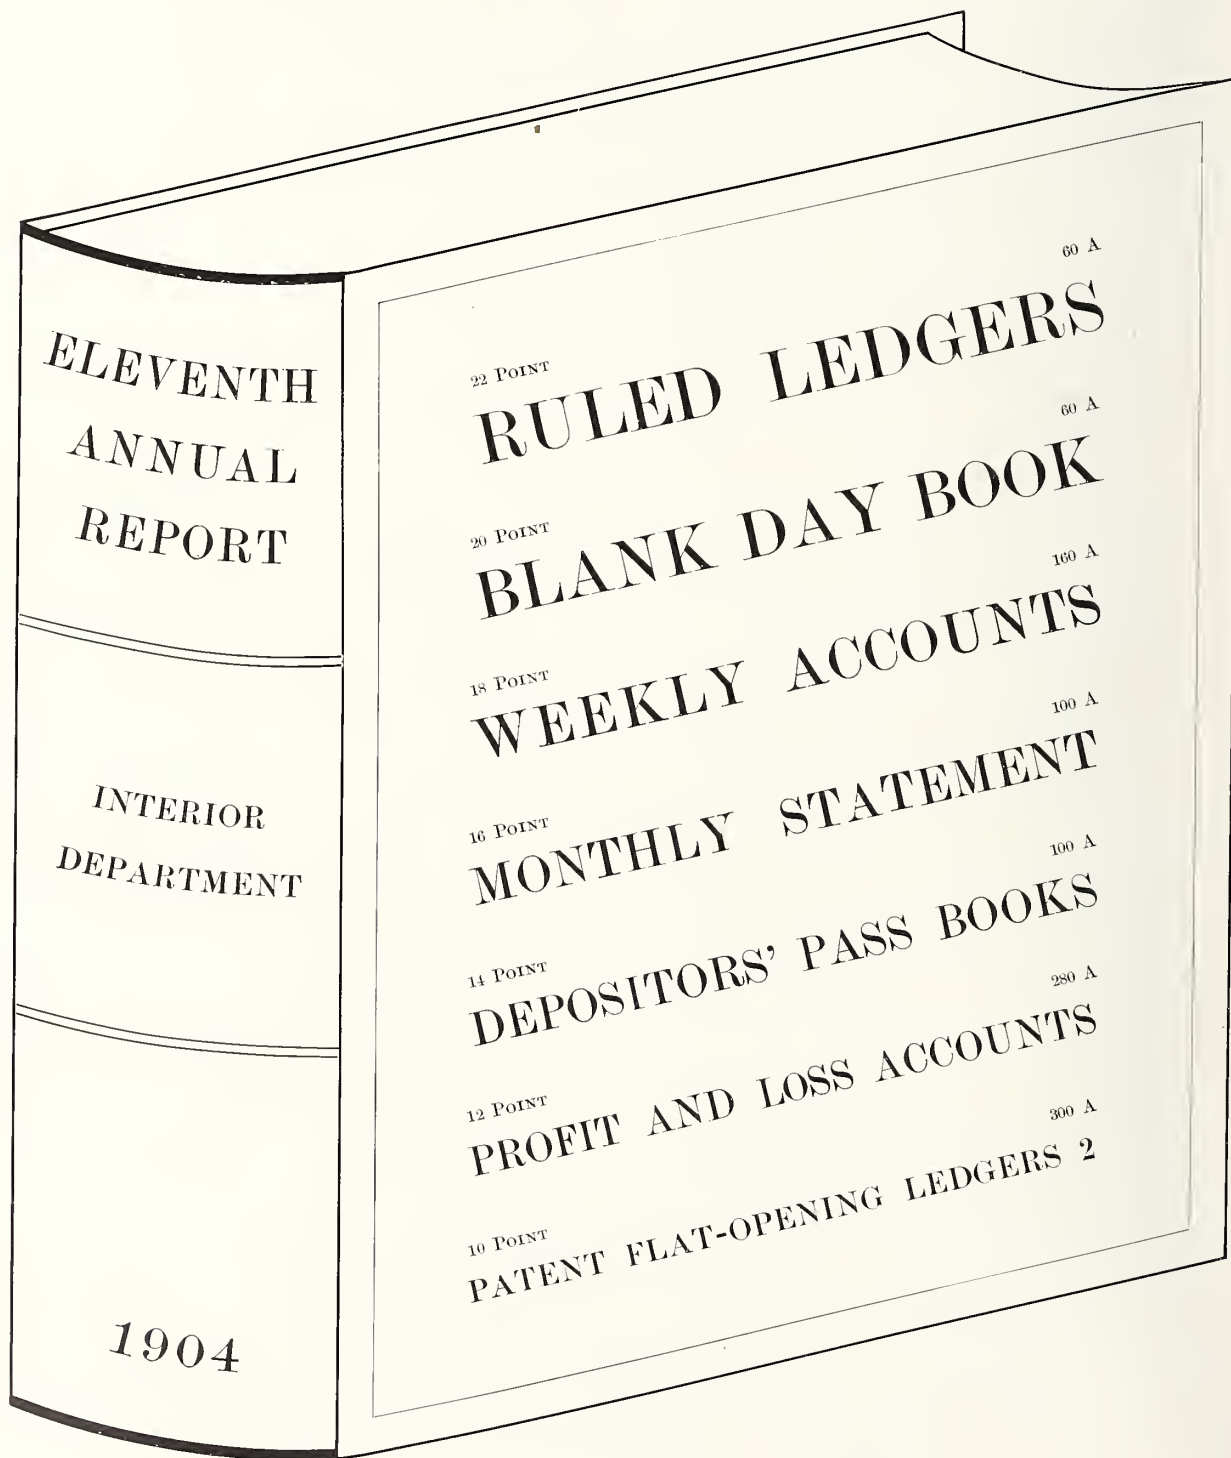 ELEVENTH
ANNUAL
REPORT
INTERIOR
DEPARTMENT
1904
60 A
22 POINT
RULED LEDGERS
60 A
20 POINT
BLANK DAY BOOK
160 A
18 POINT
WEEKLY ACCOUNTS
100 A
16 POINT
MONTHLY STATEMENT
100 A
14 POINT
DEPOSITORS’ PASS BOOKS
280 A
12 POINT
PROFIT AND LOSS ACCOUNTS
300 A
10 POINT
PATENT FLAT-OPENING LEDGERS 2